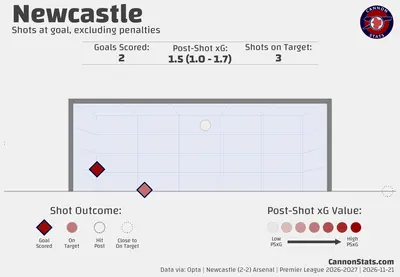 Newcastle
Shots at goal, excluding penalties
CANNON
STATS
Goals Scored: Post-Shot xG: Shots on Target:
2 1.5 (1.0 - 1.7) 3
Shot Outcome: Post-Shot xG Value:
Goal Scored
On Target
Hit Post
Close to On Target
Low PSxG
High PSxG
CannonStats.com
Data via: Opta | Newcastle (2-2) Arsenal | Premier League 2026-2027 | 2026-11-21